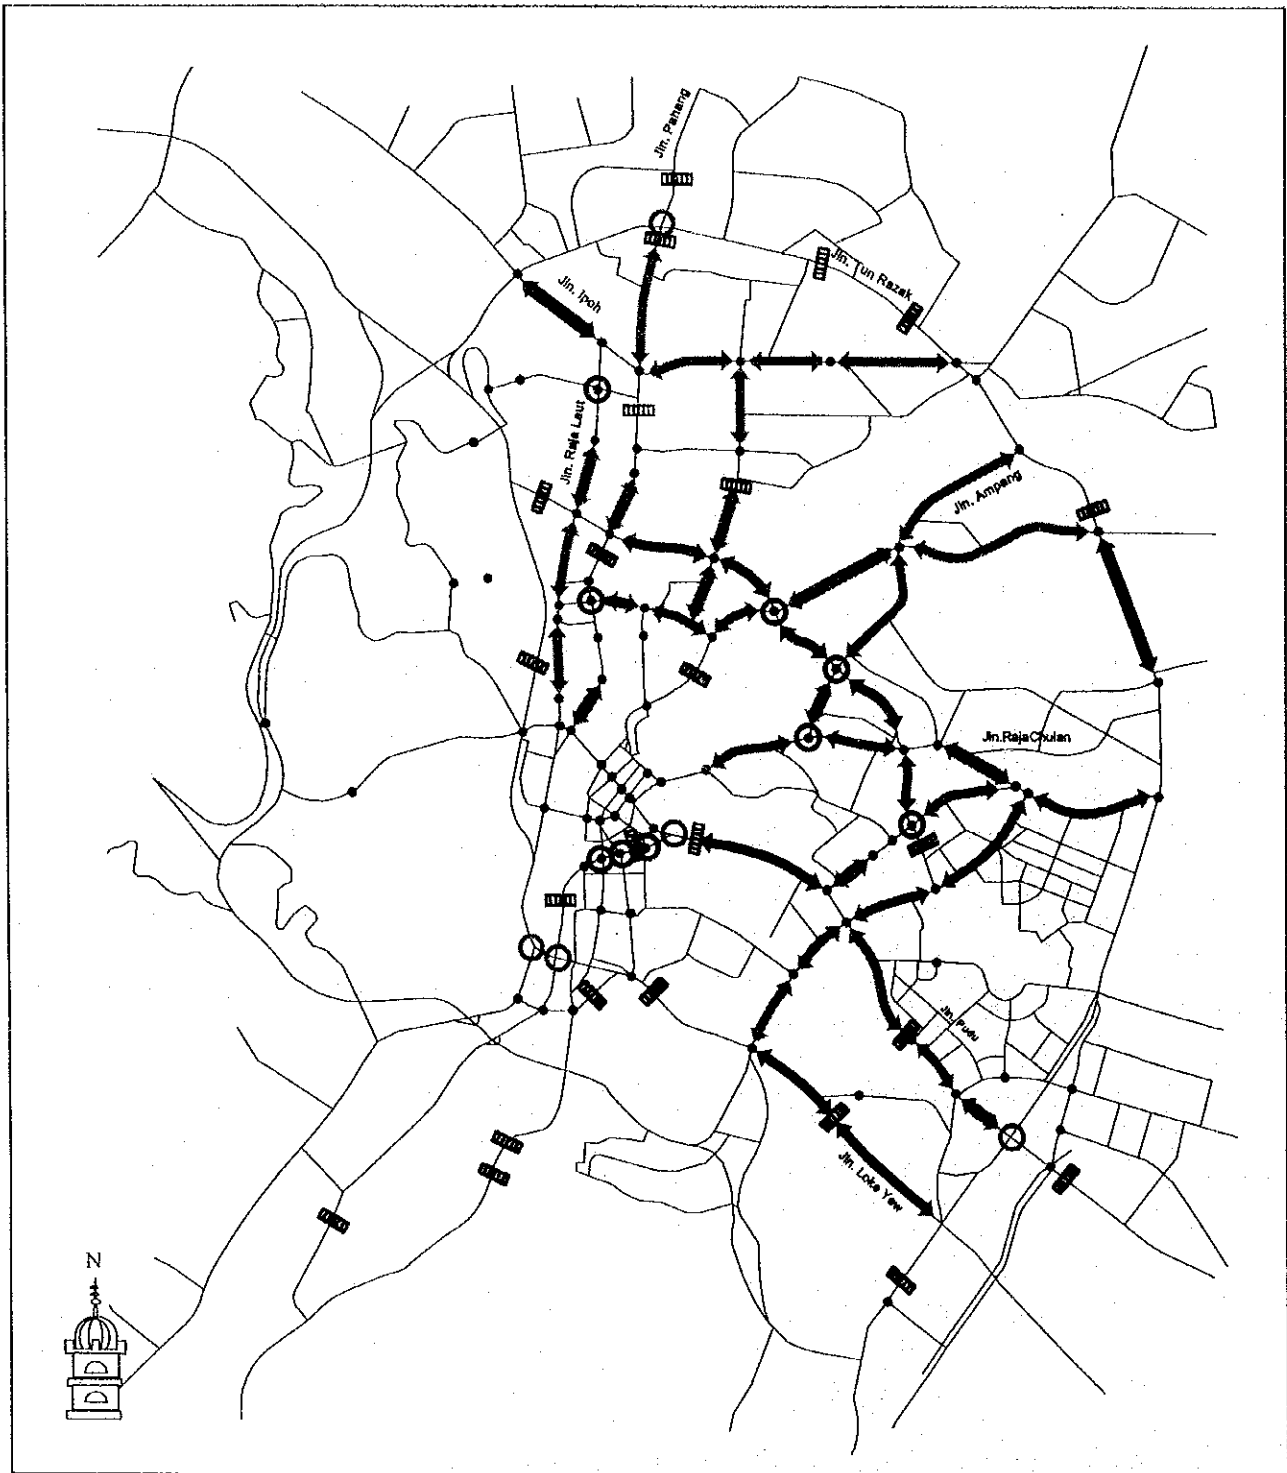 Jln. Pahang
Jln. Tun Razak
Jln. Ipoh
Jln. Raja Laut
Jln. Ampang
Jln.RajaChulan
Jln. Pudu
Jln. Loke Yew
N